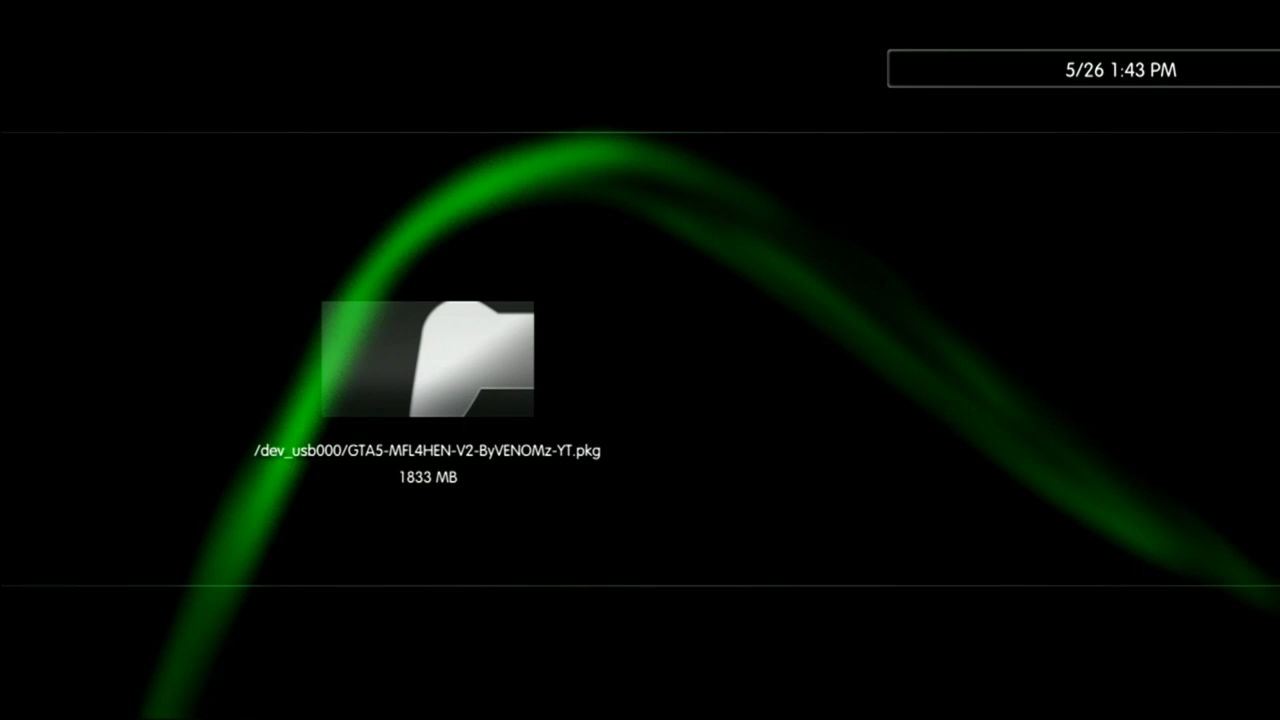 5/26 1:43 PM
/dev_usb000/GTA5-MFL4HEN-V2-ByVENOMz-YT.pkg
1833 MB